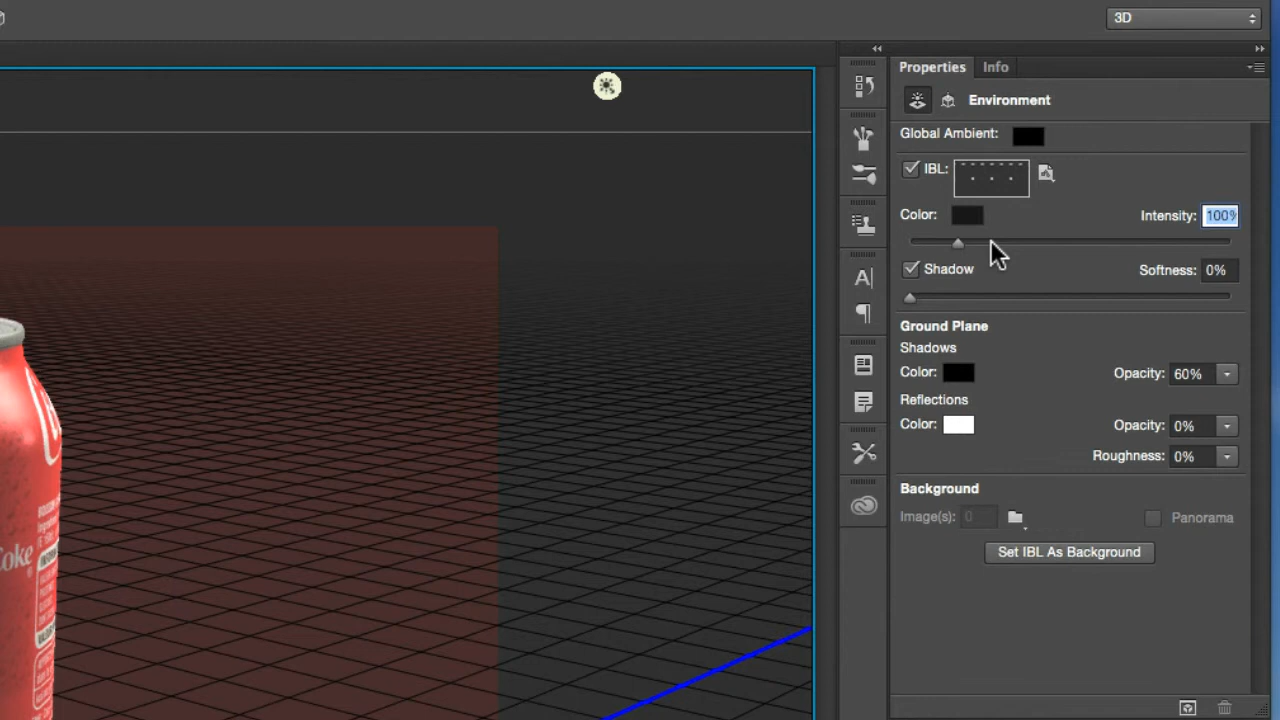 3D
Properties Info
Environment
Global Ambient:
IBL:
Color: Intensity: 100%
Shadow Softness: 0%
Ground Plane
Shadows
Color: Opacity: 60%
Reflections
Color: Opacity: 0%
Roughness: 0%
Background
Image(s): 0 Panorama
Set IBL As Background
Coke